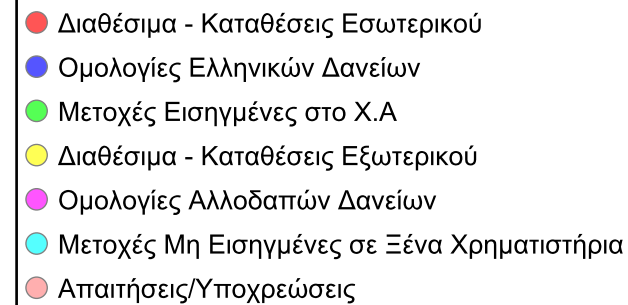 Διαθέσιμα - Καταθέσεις Εσωτερικού
Ομολογίες Ελληνικών Δανείων
Μετοχές Εισηγμένες στο Χ.Α
Διαθέσιμα - Καταθέσεις Εξωτερικού
Ομολογίες Αλλοδαπών Δανείων
Μετοχές Μη Εισηγμένες σε Ξένα Χρηματιστήρια
Απαιτήσεις/Υποχρεώσεις